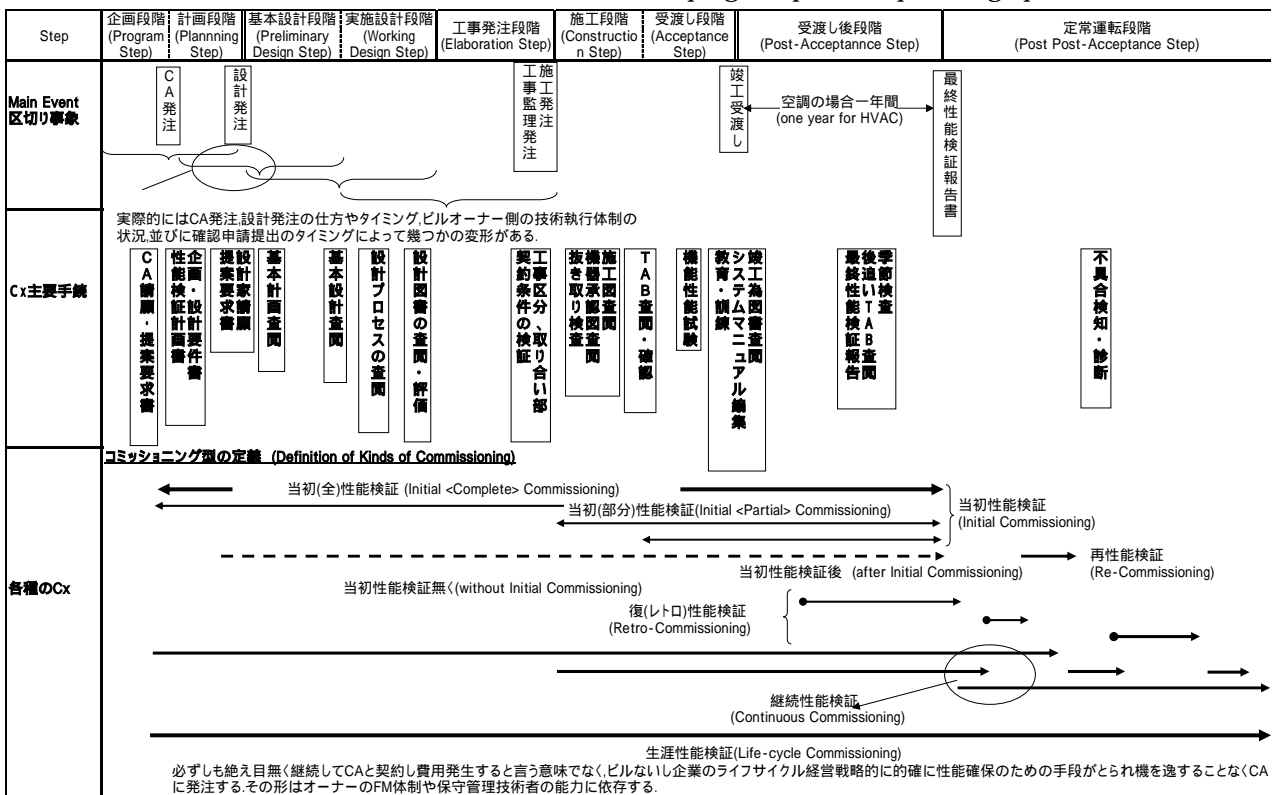 Step
企画段階
(Program
Step)
計画段階
(Plannning
Step)
基本設計段階
(Preliminary
Design Step)
実施設計段階
(Working
Design Step)
工事発注段階
(Elaboration Step)
施工段階
(Constructio
n Step)
受渡し段階
(Acceptance
Step)
受渡し後段階
(Post-Acceptannce Step)
定常運転段階
(Post Post-Acceptance Step)
Main Event
区切り事象
CA発注
設計発注
施工発注
工事監理発注
竣工受渡し
空調の場合一年間
(one year for HVAC)
最終性能検証報告書
実際的にはCA発注,設計発注の仕方やタイミング,ビルオーナー側の技術執行体制の
状況,並びに確認申請提出のタイミングによって幾つかの変形がある.
Cx主要手続
CA請願・提案要求書
企画・設計要件書
性能検証計画書
設計家請願
提案要求書
基本計画査閲
基本設計査閲
設計プロセスの査閲
設計図書の査閲・評価
工事区分、取り合い部
契約条件の検証
施工図査閲
機器承認図査閲
抜き取り検査
TAB査閲・確認
機能性能試験
竣工為図書査閲
システムマニュアル編集
教育・訓練
季節検査
後追いTAB査閲
最終性能検証報告
不具合検知・診断
各種のCx
コミッショニング型の定義 (Definition of Kinds of Commissioning)
当初(全)性能検証 (Initial <Complete> Commissioning)
当初(部分)性能検証(Initial <Partial> Commissioning)
当初性能検証
(Initial Commissioning)
当初性能検証無く(without Initial Commissioning)
当初性能検証後 (after Initial Commissioning)
再性能検証
(Re-Commissioning)
復(レトロ)性能検証
(Retro-Commissioning)
継続性能検証
(Continuous Commissioning)
生涯性能検証(Life-cycle Commissioning)
必ずしも絶え目無く継続してCAと契約し費用発生すると言う意味でなく,ビルないし企業のライフサイクル経営戦略的に的確に性能確保のための手段がとられ機を逸することなくCA
に発注する.その形はオーナーのFM体制や保守管理技術者の能力に依存する.